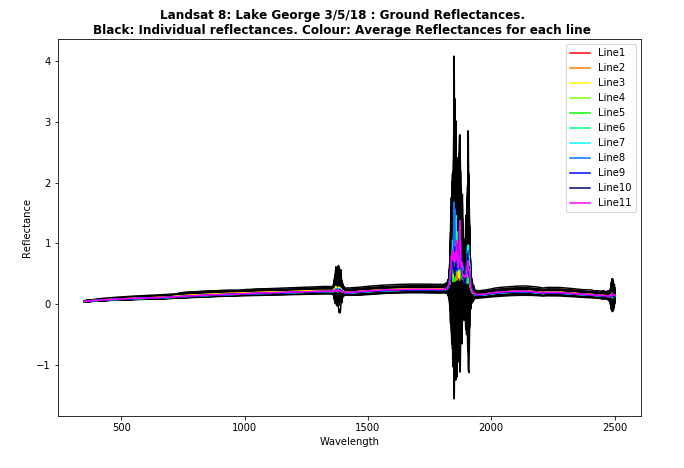 Landsat 8: Lake George 3/5/18 : Ground Reflectances.
Black: Individual reflectances. Colour: Average Reflectances for each line
Line1
Line2
Line3
Line4
Line5
Line6
Line7
Line8
Line9
Line10
Line11
Reflectance
4
3
2
1
0
−1
500
1000
1500
2000
2500
Wavelength